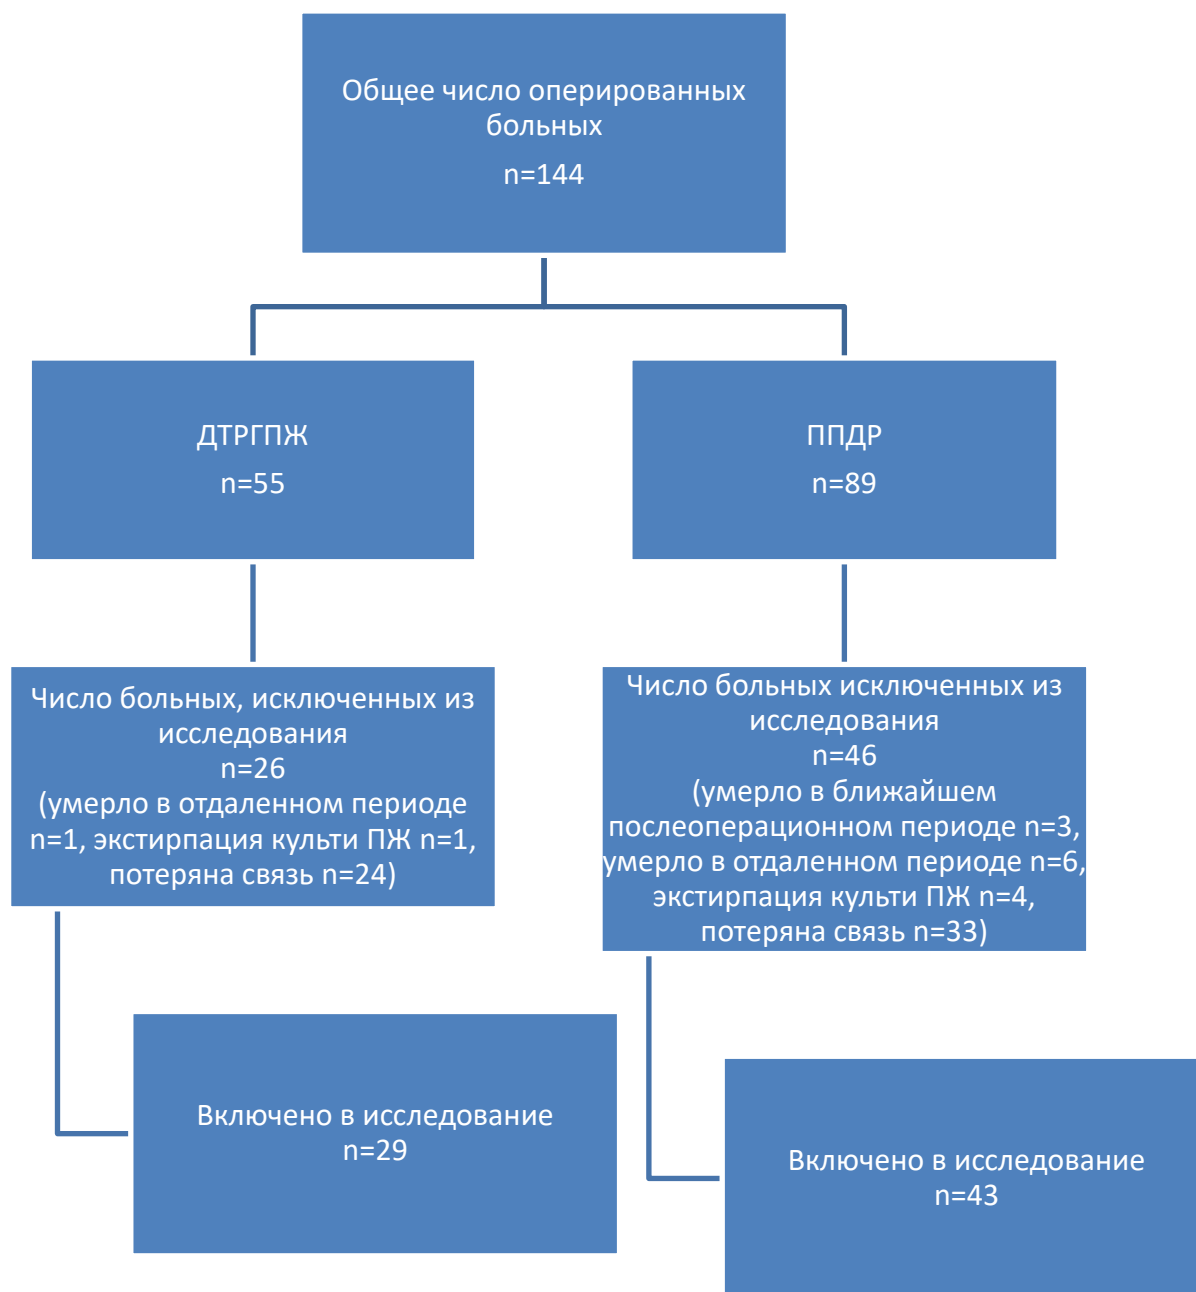 Общее число оперированных
больных
n=144
ДТРГПЖ
n=55
ППДР
n=89
Число больных, исключенных из
исследования
n=26
(умерло в отдаленном периоде
n=1, экстирпация культи ПЖ n=1,
потеряна связь n=24)
Число больных исключенных из
исследования
n=46
(умерло в ближайшем
послеоперационном периоде n=3,
умерло в отдаленном периоде n=6,
экстирпация культи ПЖ n=4,
потеряна связь n=33)
Включено в исследование
n=29
Включено в исследование
n=43